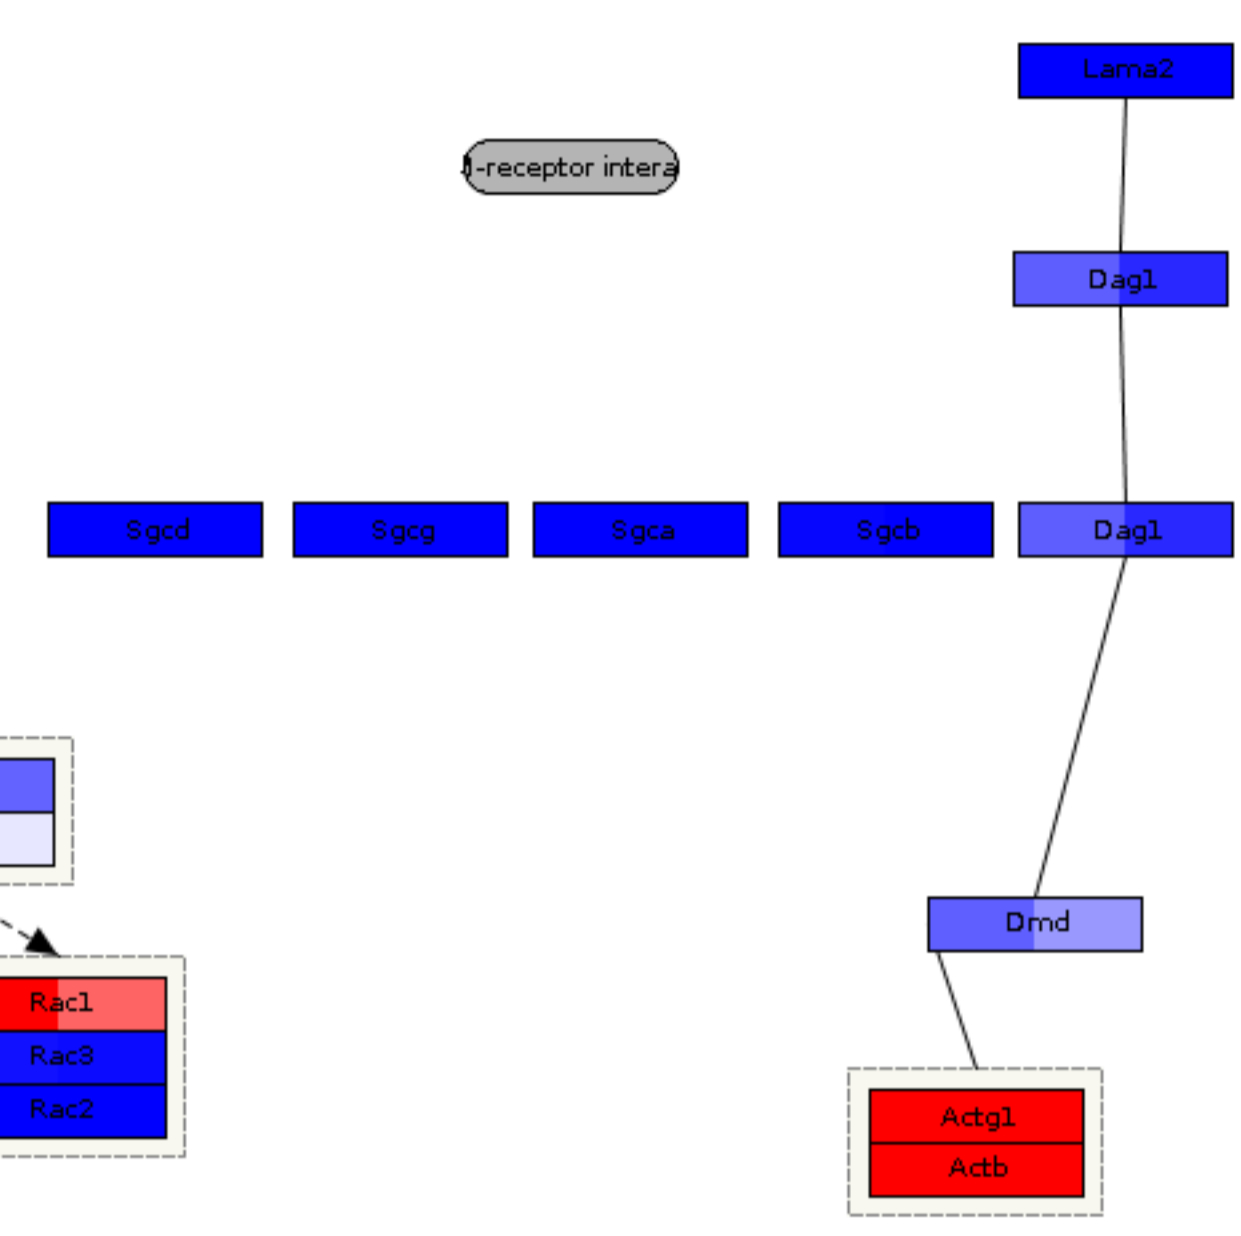 Lama2
-receptor intera
Dag1
Sgcd Sgcg Sgca Sgcb Dag1
Dmd
Rac1
Rac3
Rac2
Actg1
Actb